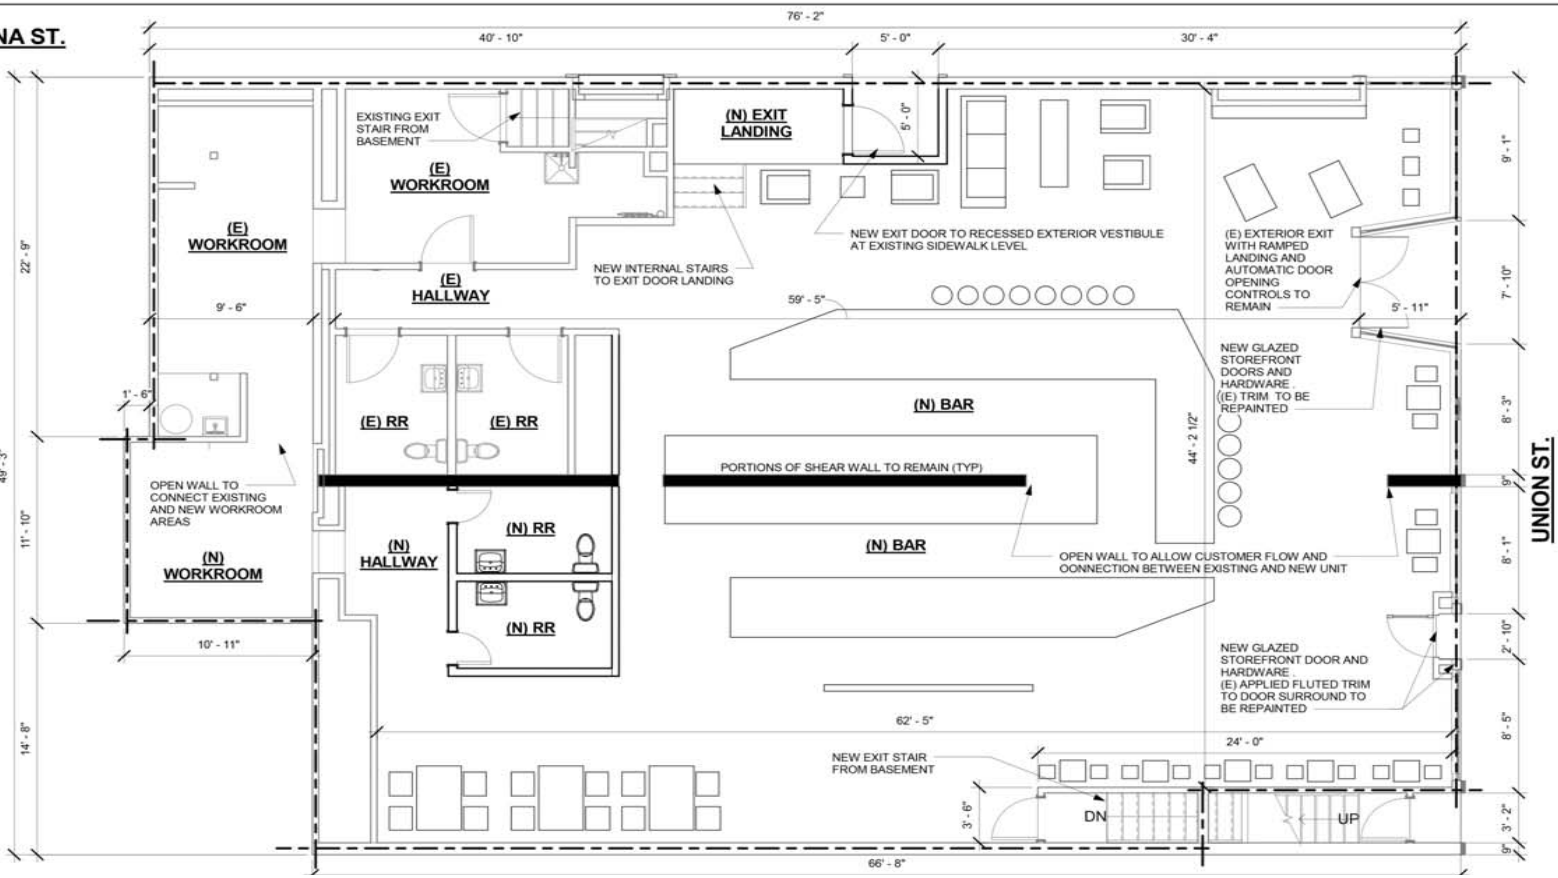 76' - 2"
NA ST.
40' - 10"
5' - 0"
30' - 4"
EXISTING EXIT
STAIR FROM
BASEMENT
(N) EXIT
LANDING
5' - 0"
9' - 1"
(E)
WORKROOM
(E)
WORKROOM
22' - 9"
NEW EXIT DOOR TO RECESSED EXTERIOR VESTIBULE
AT EXISTING SIDEWALK LEVEL
(E) EXTERIOR EXIT
WITH RAMPED
LANDING AND
AUTOMATIC DOOR
OPENING
CONTROLS TO
REMAIN
NEW INTERNAL STAIRS
TO EXIT DOOR LANDING
(E)
HALLWAY
7' - 10"
9' - 6"
59' - 5"
5' - 11"
NEW GLAZED
STOREFRONT
DOORS AND
HARDWARE .
(E) TRIM TO BE
REPAINTED
1' - 6"
(E) RR
(E) RR
(N) BAR
8' - 3"
44' - 2 1/2"
49' - 3"
PORTIONS OF SHEAR WALL TO REMAIN (TYP)
9"
UNION ST.
OPEN WALL TO
CONNECT EXISTING
AND NEW WORKROOM
AREAS
11' - 10"
(N) RR
(N)
HALLWAY
(N) BAR
OPEN WALL TO ALLOW CUSTOMER FLOW AND
OONNECTION BETWEEN EXISTING AND NEW UNIT
8' - 1"
(N)
WORKROOM
(N) RR
10' - 11"
2' - 10"
NEW GLAZED
STOREFRONT DOOR AND
HARDWARE .
(E) APPLIED FLUTED TRIM
TO DOOR SURROUND TO
BE REPAINTED
62' - 5"
14' - 8"
8' - 5"
24' - 0"
NEW EXIT STAIR
FROM BASEMENT
3' - 6"
DN
UP
3' - 2"
9"
66' - 8"